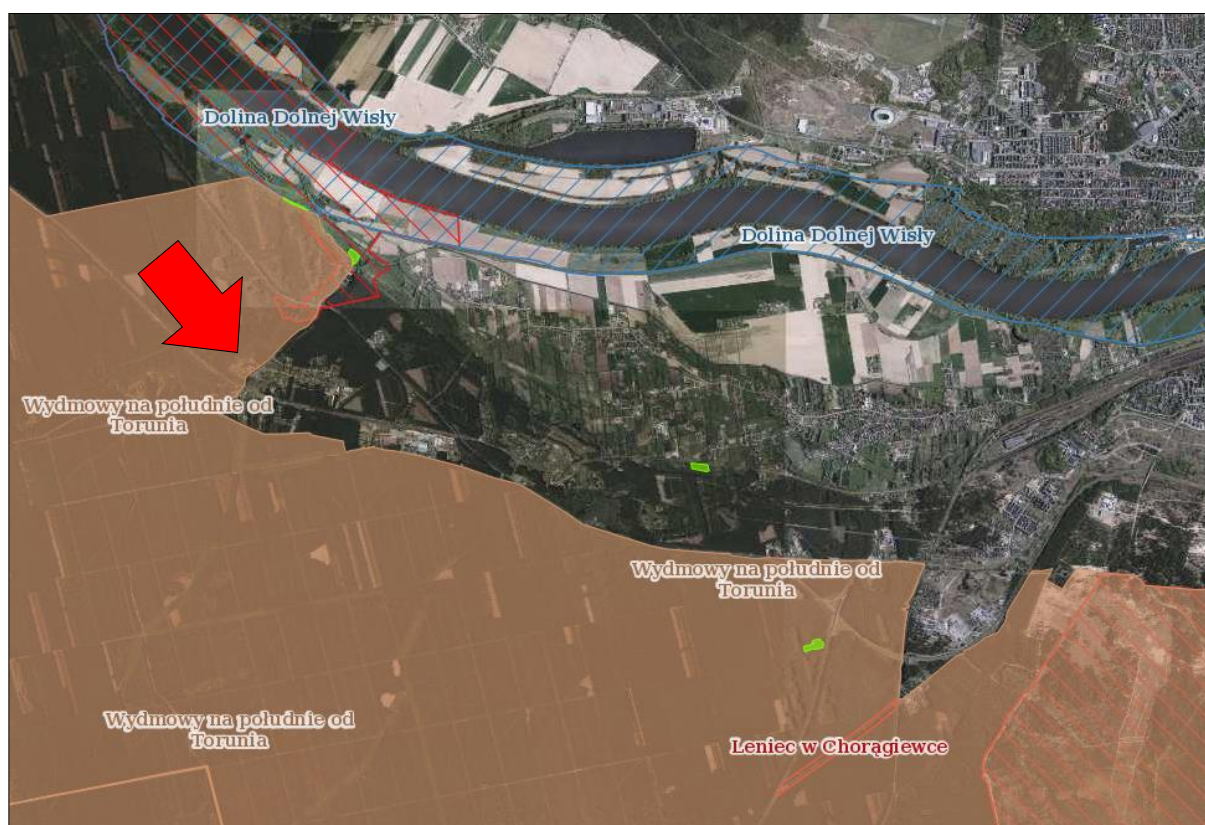 Dolina Dolnej Wisły
Dolina Dolnej Wisły
Wydmowy na południe od
Torunia
Wydmowy na południe od
Torunia
Wydmowy na południe od
Torunia
Leniec w Chorągiewce